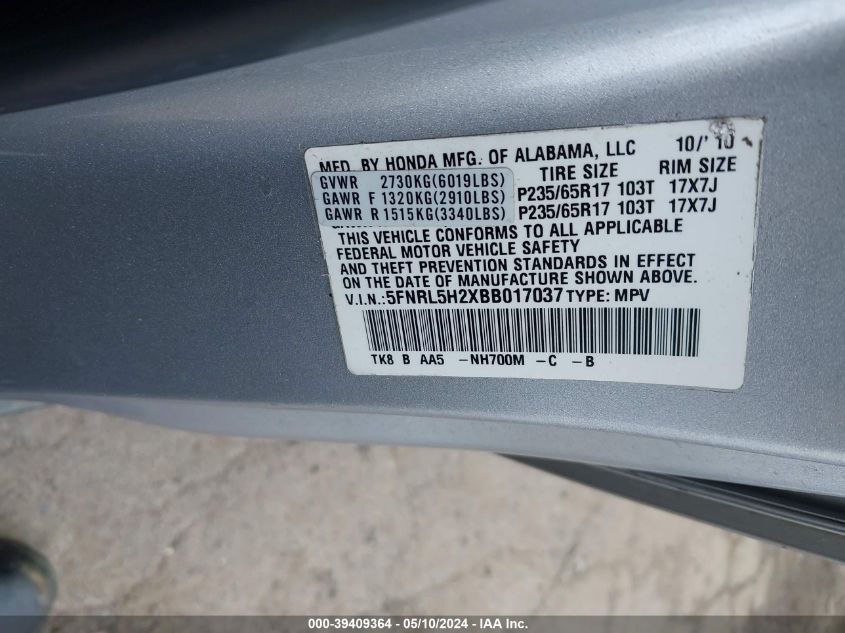 MFD. BY HONDA MFG. OF ALABAMA, LLC 10/'10
TIRE SIZE RIM SIZE
GVWR 2730KG(6019LBS)
GAWR F 1320KG(2910LBS) P235/65R17 103T 17X7J
GAWR R 1515KG(3340LBS) P235/65R17 103T 17X7J
THIS VEHICLE CONFORMS TO ALL APPLICABLE
FEDERAL MOTOR VEHICLE SAFETY
AND THEFT PREVENTION STANDARDS IN EFFECT
ON THE DATE OF MANUFACTURE SHOWN ABOVE.
V.I.N.:5FNRL5H2XBB017037 TYPE: MPV
TK8 B AA5 -NH700M -C -B
000-39409364 - 05/10/2024 - IAA Inc.